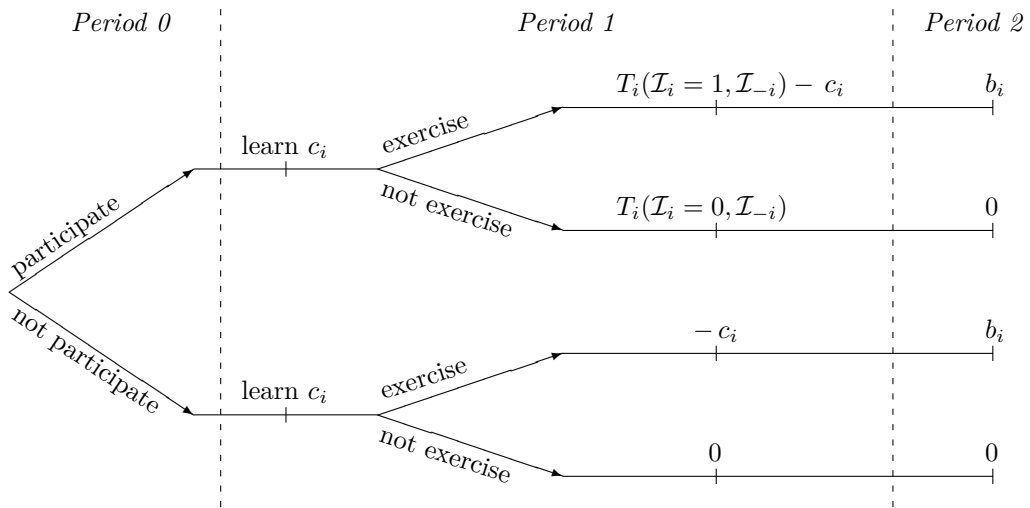 Period 0 Period 1 Period 2
T_i(𝓘_i = 1, 𝓘_{-i}) − c_i b_i
exercise
learn c_i
not exercise
T_i(𝓘_i = 0, 𝓘_{-i}) 0
participate
not participate
− c_i b_i
exercise
learn c_i
not exercise
0 0